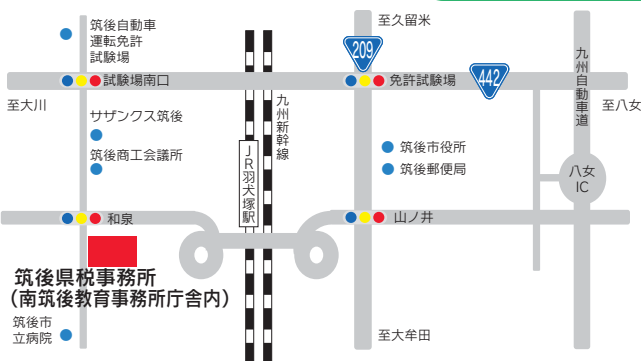 筑後自動車
運転免許
試験場
至久留米
209
試験場南口
免許試験場
442
九州自動車道
至大川
至八女
サザンクス筑後
筑後商工会議所
JR羽犬塚駅
九州新幹線
筑後市役所
筑後郵便局
八女
IC
和泉
山ノ井
筑後県税事務所
(南筑後教育事務所庁舎内)
筑後市
立病院
至大牟田